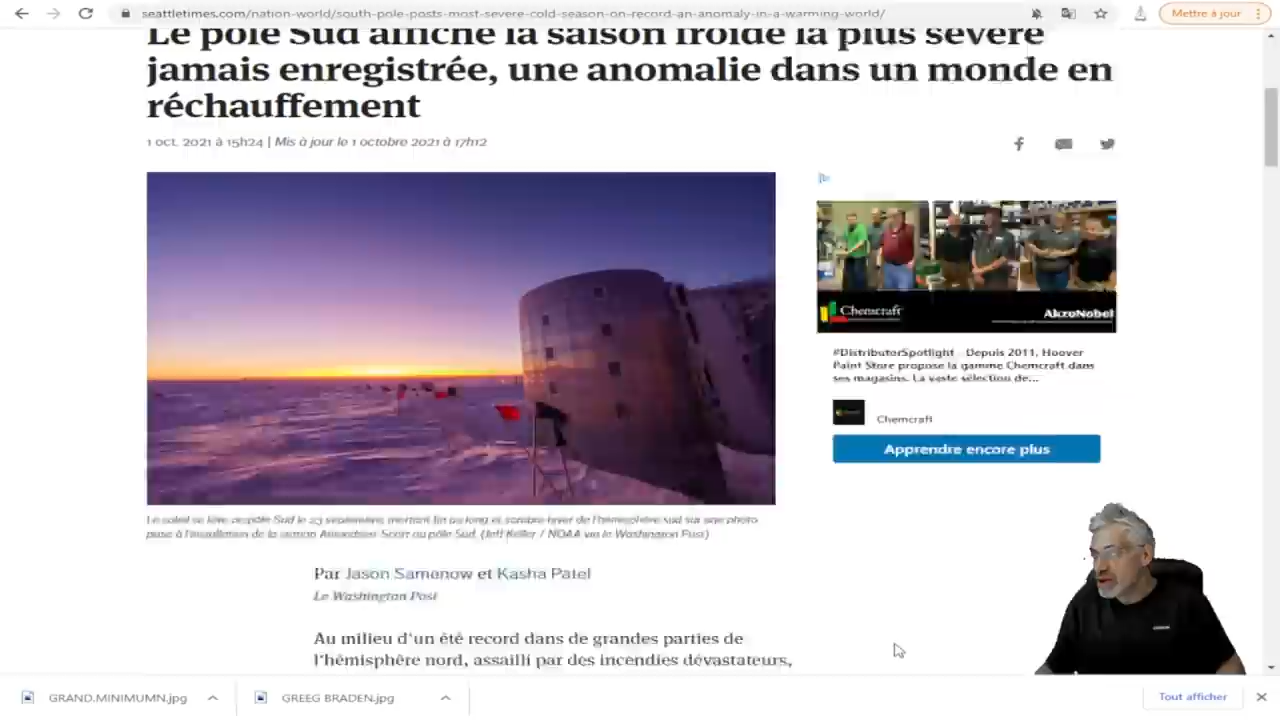 seattletimes.com/nation-world/south-pole-posts-most-severe-cold-season-on-record-an-anomaly-in-a-warming-world/
Mettre à jour
Le pôle Sud affiche la saison froide la plus sévère
jamais enregistrée, une anomalie dans un monde en
réchauffement
1 oct. 2021 à 15h24 | Mis à jour le 1 octobre 2021 à 17h12
Chemcraft
AkzoNobel
#DistributorSpotlight Depuis 2011, Hoover
Paint Store propose la gamme Chemcraft dans
ses magasins. La vaste sélection de...
Chemcraft
Apprendre encore plus
Le soleil se lève au pôle Sud le 23 septembre, mettant fin au long et sombre hiver de l'hémisphère sud sur une photo
prise à l'installation de la station Amundsen-Scott au pôle Sud. (Jeff Keller / NOAA via le Washington Post)
Par Jason Samenow et Kasha Patel
Le Washington Post
Au milieu d'un été record dans de grandes parties de
l'hémisphère nord, assailli par des incendies dévastateurs,
GRAND.MINIMUMN.jpg
GREEG BRADEN.jpg
Tout afficher